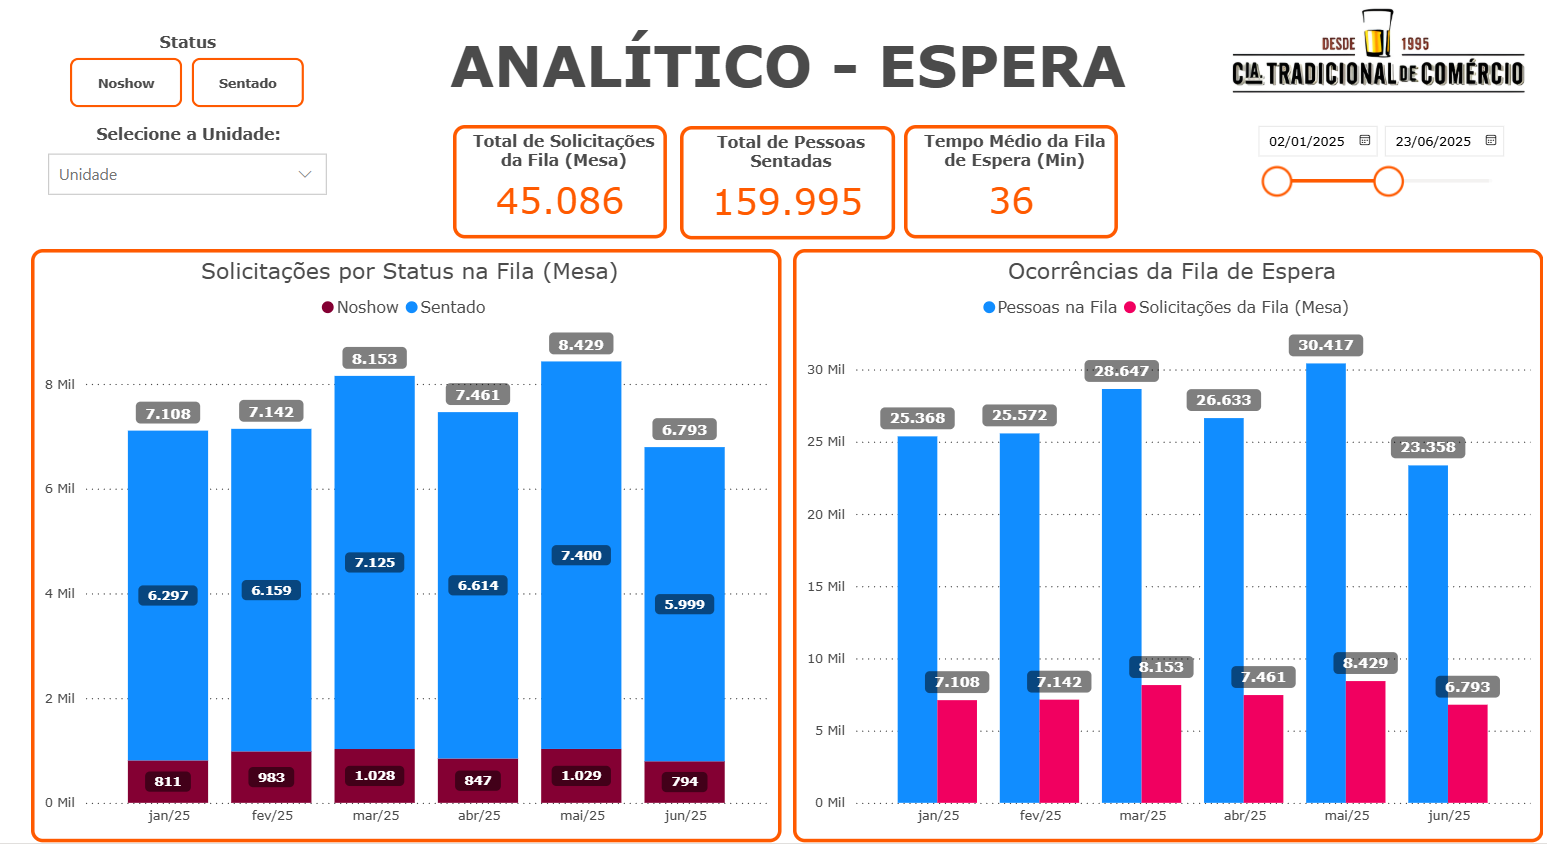 Status
Noshow
Sentado
Selecione a Unidade:
Unidade
ANALÍTICO - ESPERA
DESDE 1995
CIA. TRADICIONAL DE COMÉRCIO
02/01/2025
23/06/2025
Total de Solicitações
da Fila (Mesa)
45.086
Total de Pessoas
Sentadas
159.995
Tempo Médio da Fila
de Espera (Min)
36
Solicitações por Status na Fila (Mesa)
Noshow Sentado
8 Mil
6 Mil
4 Mil
2 Mil
0 Mil
7.108
7.142
8.153
7.461
8.429
6.793
6.297
6.159
7.125
6.614
7.400
5.999
811
983
1.028
847
1.029
794
jan/25
fev/25
mar/25
abr/25
mai/25
jun/25
Ocorrências da Fila de Espera
Pessoas na Fila Solicitações da Fila (Mesa)
30 Mil
25 Mil
20 Mil
15 Mil
10 Mil
5 Mil
0 Mil
25.368
25.572
28.647
26.633
30.417
23.358
7.108
7.142
8.153
7.461
8.429
6.793
jan/25
fev/25
mar/25
abr/25
mai/25
jun/25